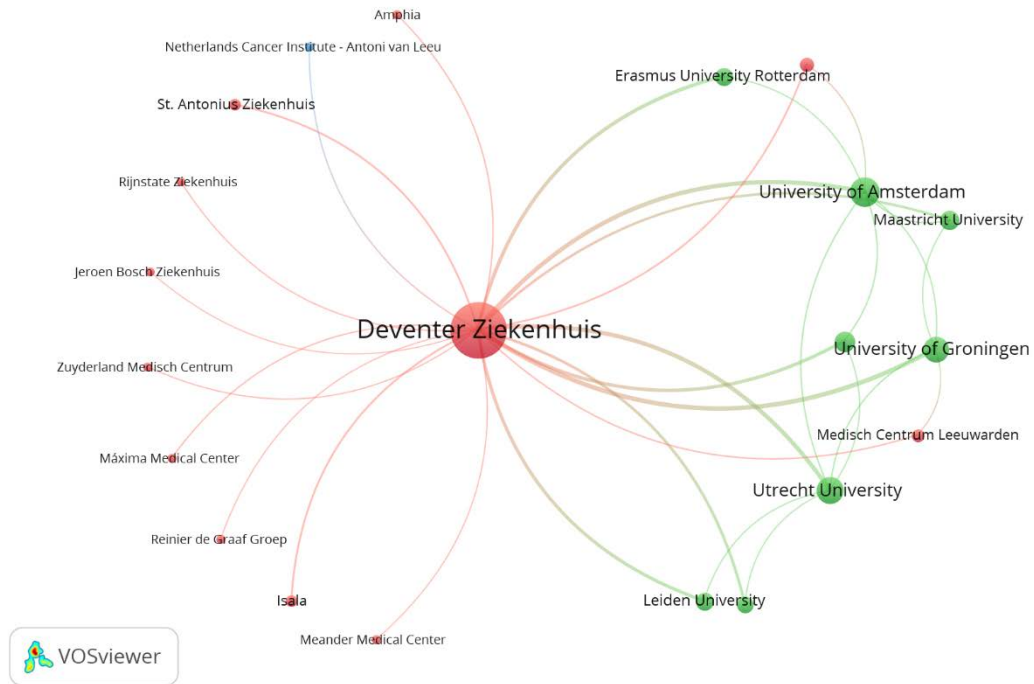 Amphia
Netherlands Cancer Institute - Antoni van Leeu
Erasmus University Rotterdam
St. Antonius Ziekenhuis
Rijnstate Ziekenhuis
University of Amsterdam
Maastricht University
Jeroen Bosch Ziekenhuis
Deventer Ziekenhuis
University of Groningen
Zuyderland Medisch Centrum
Medisch Centrum Leeuwarden
Máxima Medical Center
Utrecht University
Reinier de Graaf Groep
Isala
Leiden University
Meander Medical Center
VOSviewer